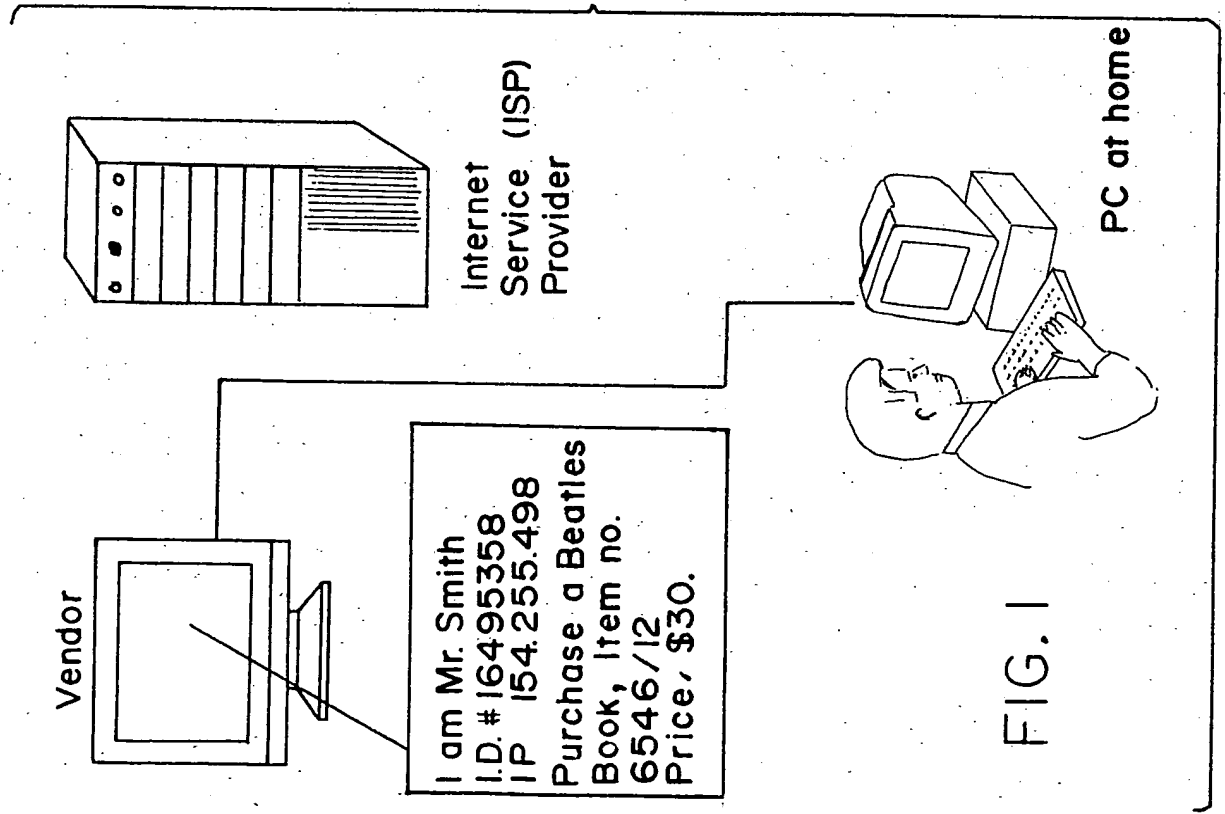 Vendor
I am Mr. Smith
I.D. # 16495358
IP 154.255.498
Purchase a Beatles
Book, Item no.
6546/12
Price, $30.
Internet
Service (ISP)
Provider
PC at home
FIG. 1